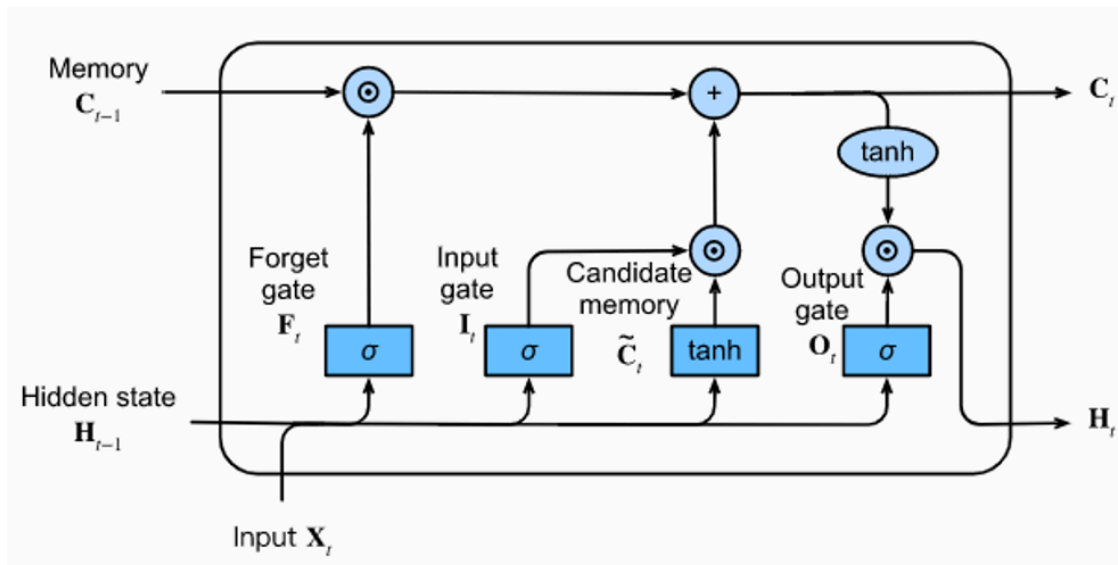 Memory
C_{t−1}
⊙
+
C_t
tanh
Forget
gate
F_t
Input
gate
I_t
⊙
Candidate
memory
C̃_t
Output
gate
O_t
⊙
σ
σ
tanh
σ
Hidden state
H_{t−1}
H_t
Input X_t